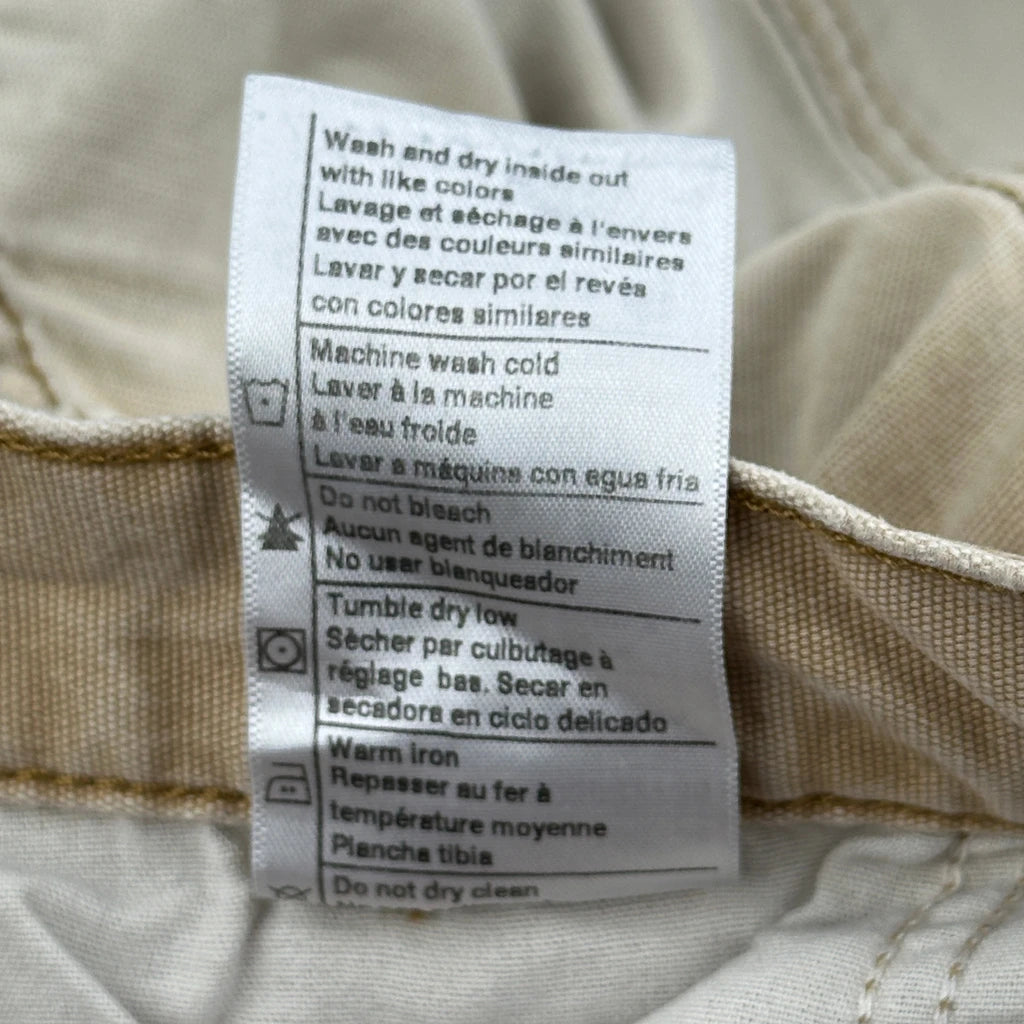 Wash and dry inside out
with like colors
Lavage et séchage à l'envers
avec des couleurs similaires
Lavar y secar por el revés
con colores similares
Machine wash cold
Laver à la machine
à l'eau froide
Lavar a máquina con agua fria
Do not bleach
Aucun agent de blanchiment
No usar blanqueador
Tumble dry low
Sècher par culbutage à
réglage bas. Secar en
secadora en ciclo delicado
Warm iron
Repasser au fer à
température moyenne
Plancha tibia
Do not dry clean